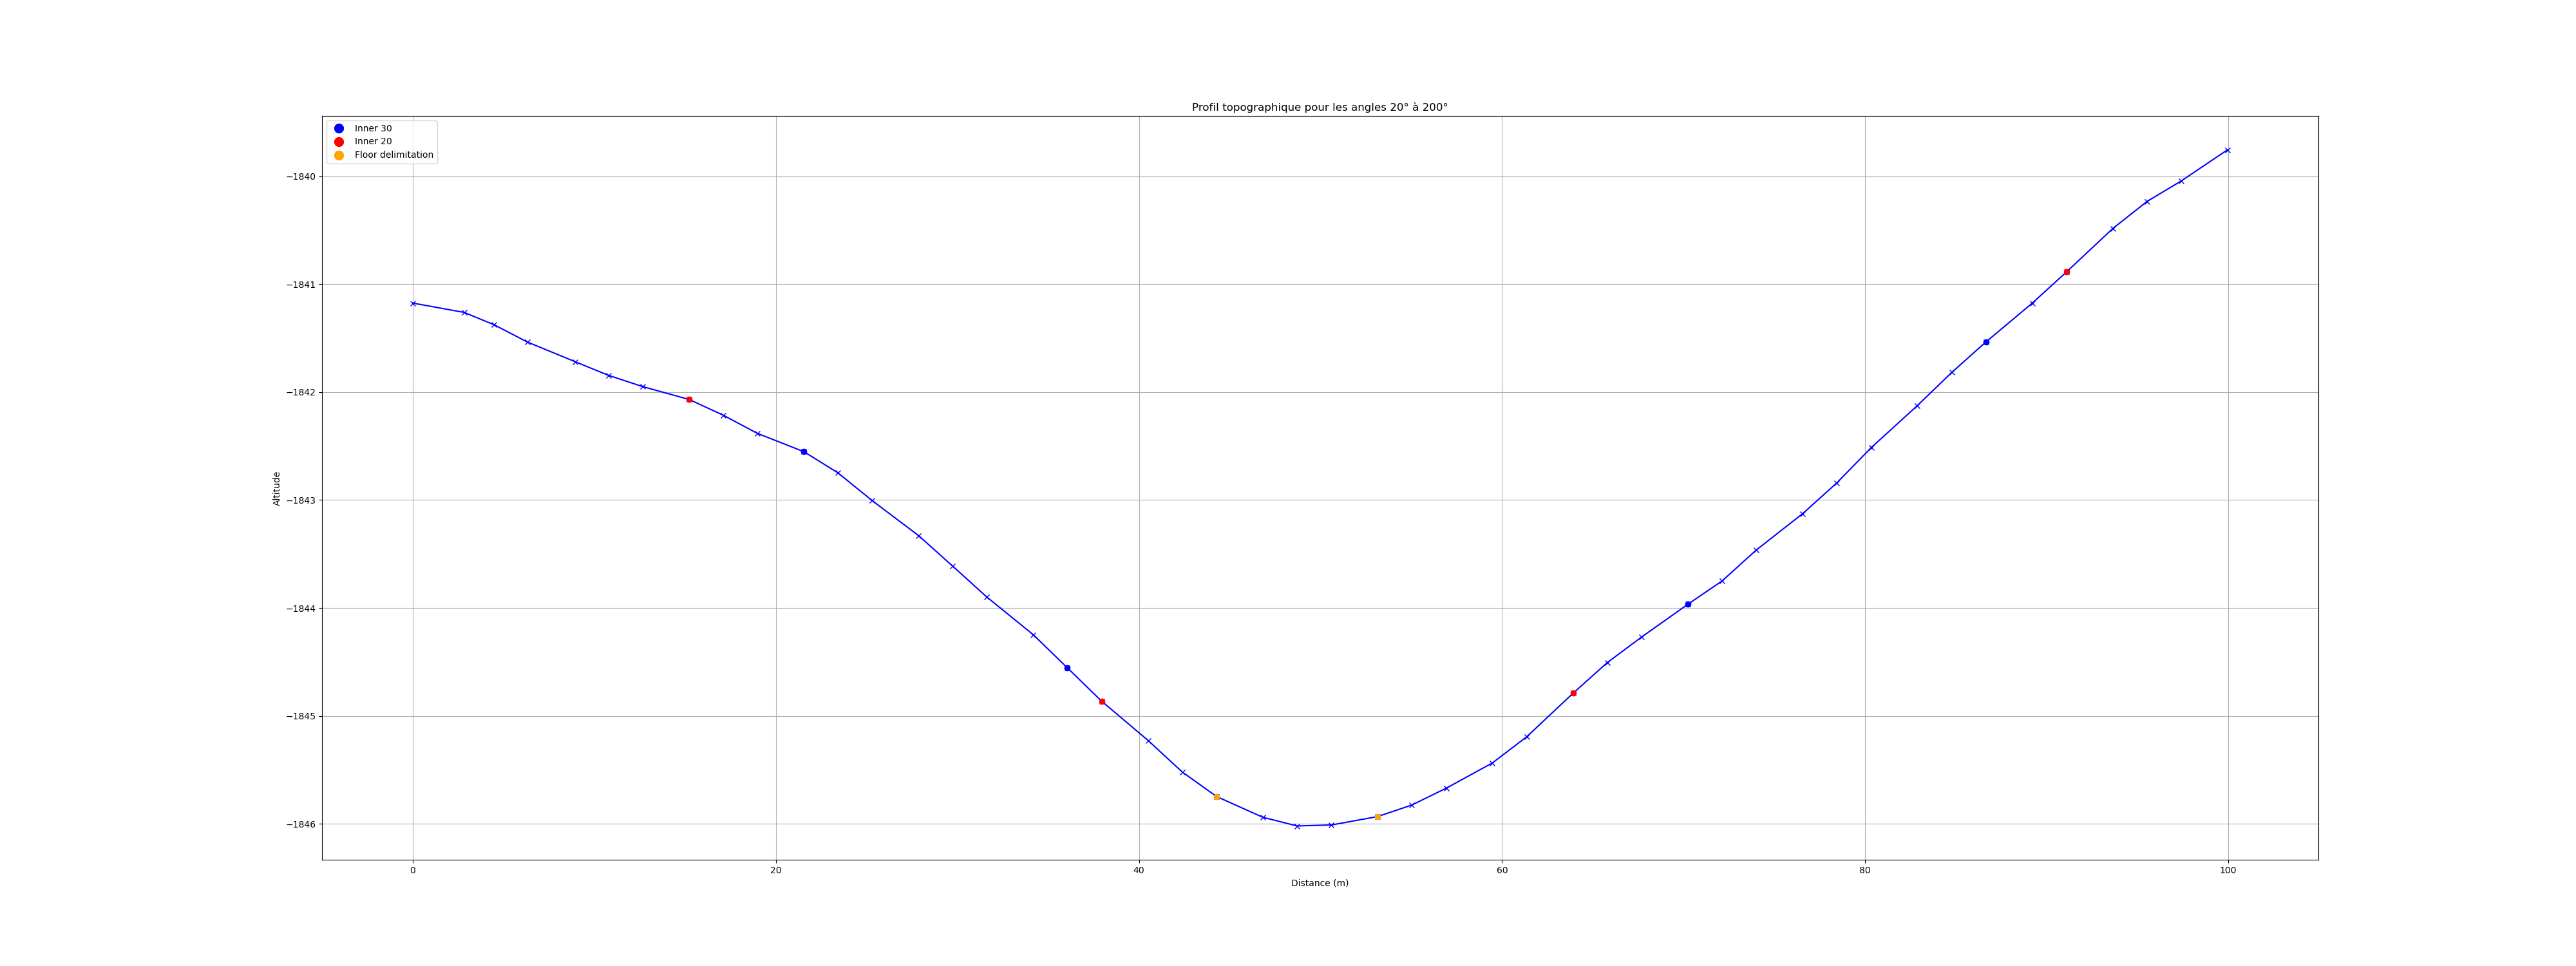 Profil topographique pour les angles 20° à 200°
Inner 30
Inner 20
Floor delimitation
−1840
−1841
−1842
−1843
−1844
−1845
−1846
Altitude
0 20 40 60 80 100
Distance (m)